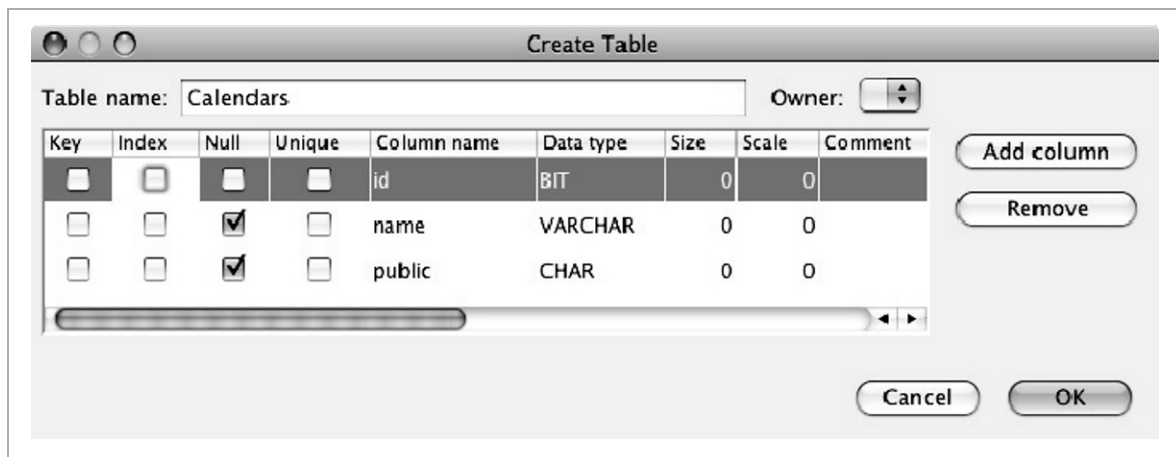 Create Table
Table name: Calendars Owner:
Key Index Null Unique Column name Data type Size Scale Comment
id BIT 0 0
name VARCHAR 0 0
public CHAR 0 0
Add column
Remove
Cancel OK